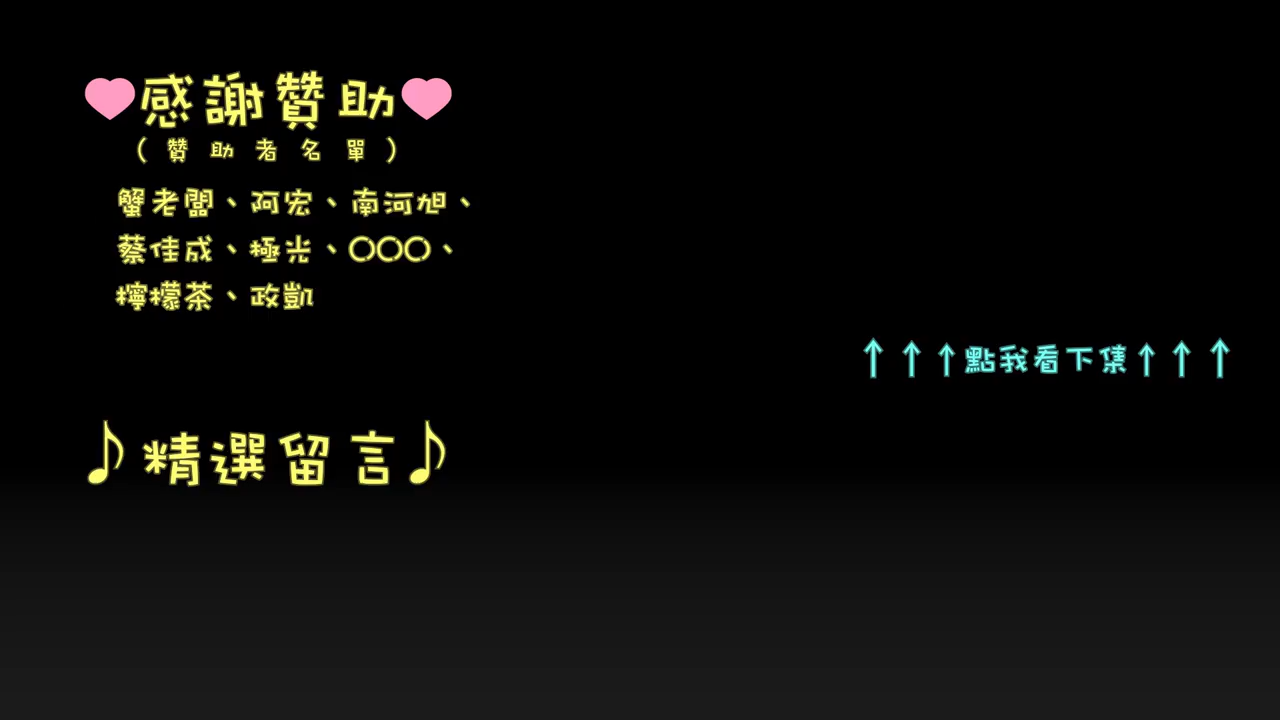 感謝贊助
（贊助者名單）
蟹老闆、阿宏、南河旭、
蔡佳成、極光、〇〇〇、
檸檬茶、政凱
↑↑↑點我看下集↑↑↑
♪精選留言♪